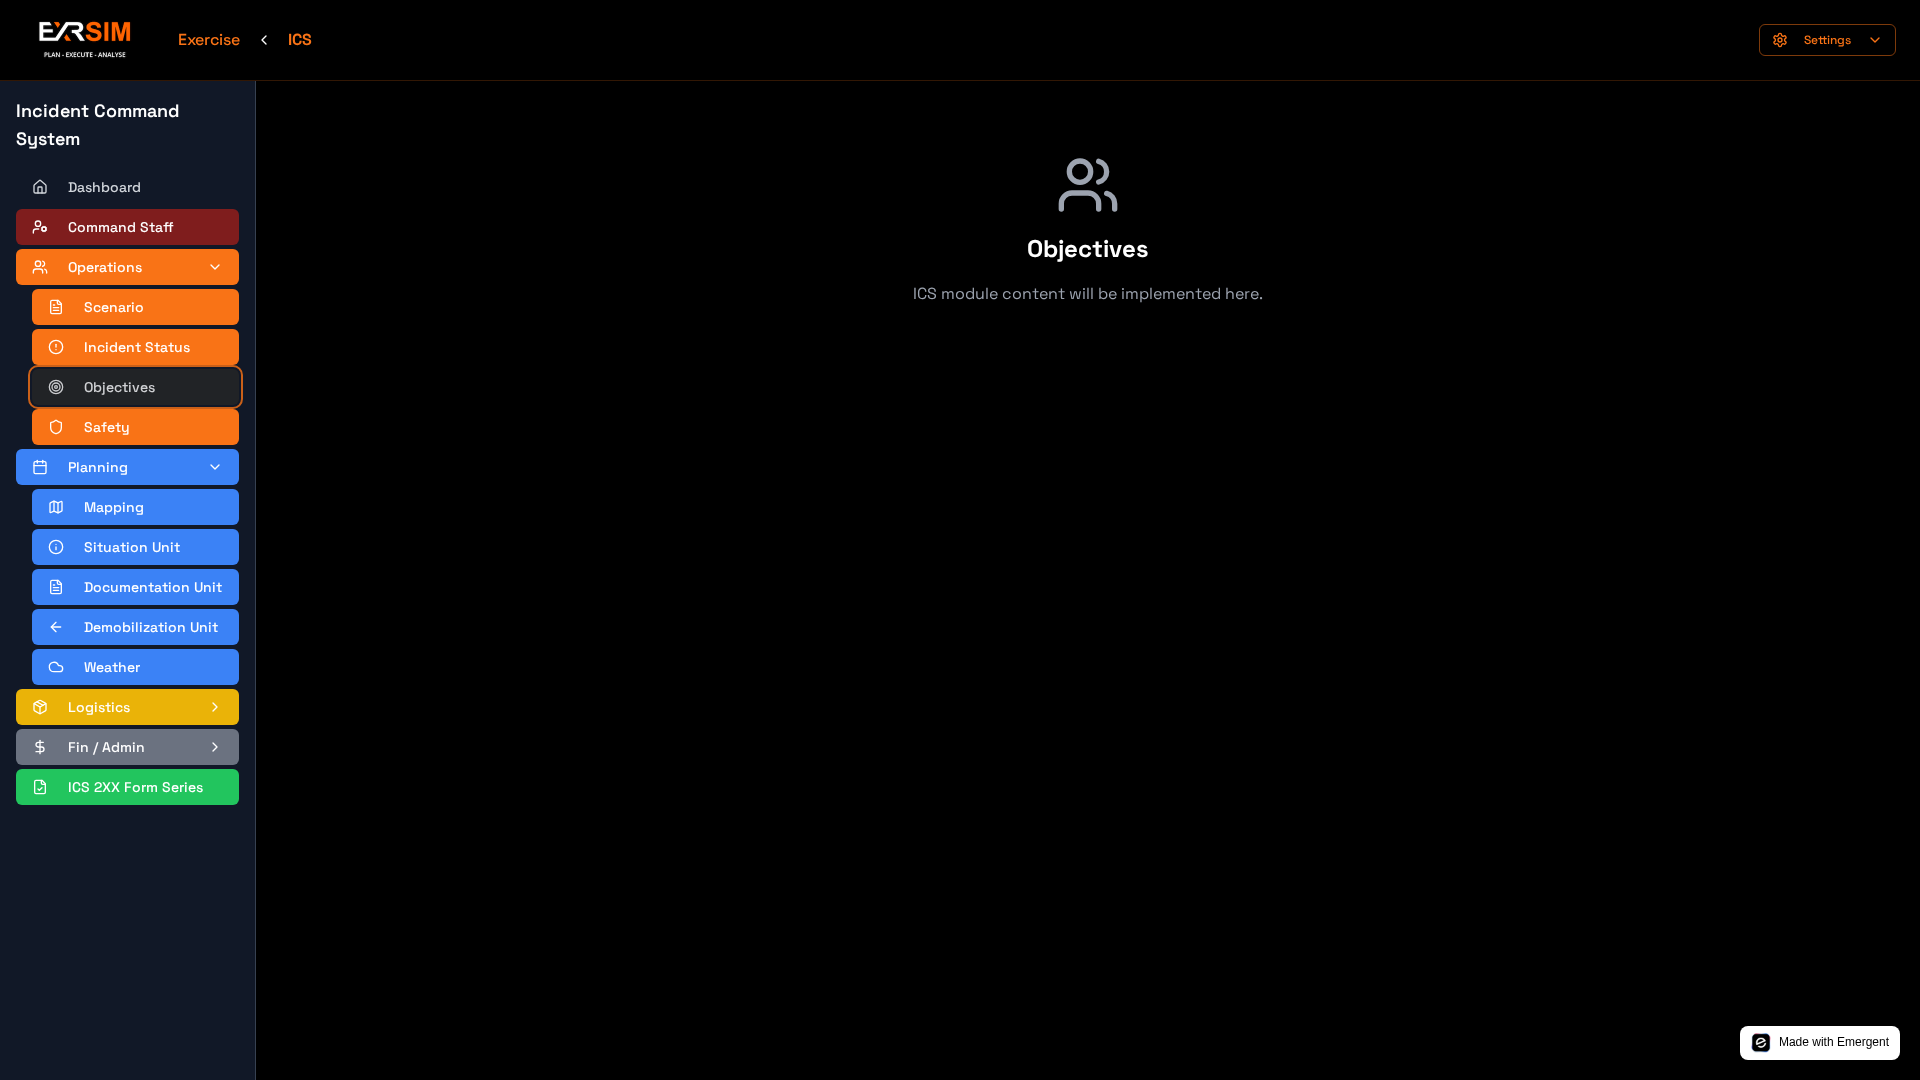 EXRSIM
PLAN - EXECUTE - ANALYSE
Exercise
ICS
Settings
Incident Command
System
Dashboard
Command Staff
Operations
Scenario
Incident Status
Objectives
Safety
Planning
Mapping
Situation Unit
Documentation Unit
Demobilization Unit
Weather
Logistics
Fin / Admin
ICS 2XX Form Series
Objectives
ICS module content will be implemented here.
Made with Emergent